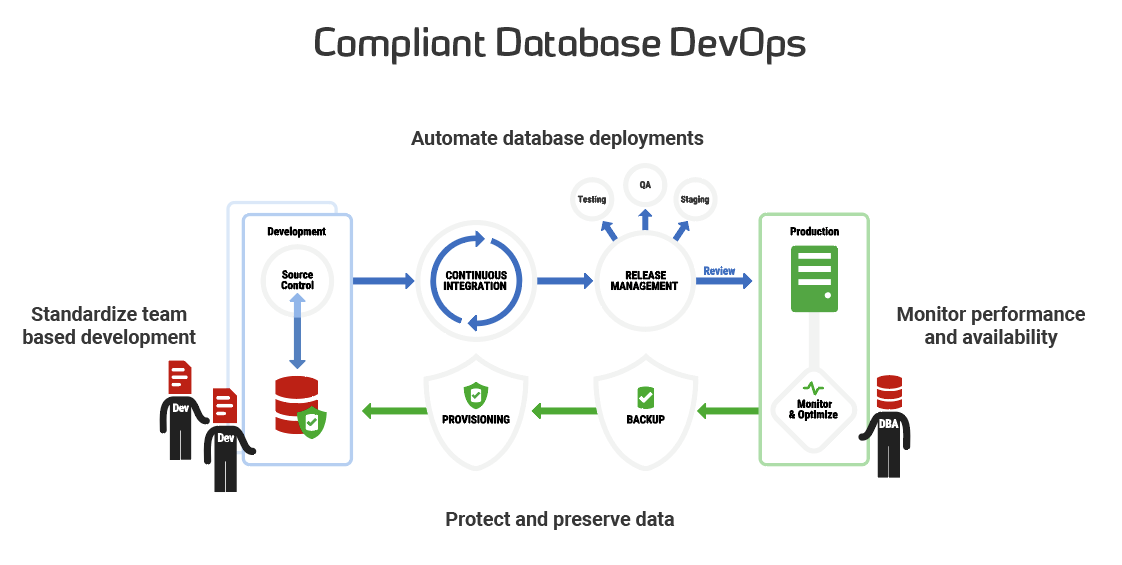 Compliant Database DevOps
Automate database deployments
Testing
QA
Staging
Development
Source
Control
CONTINUOUS
INTEGRATION
RELEASE
MANAGEMENT
Review
Production
Standardize team
based development
Monitor performance
and availability
Dev
Dev
PROVISIONING
BACKUP
Monitor
& Optimize
DBA
Protect and preserve data